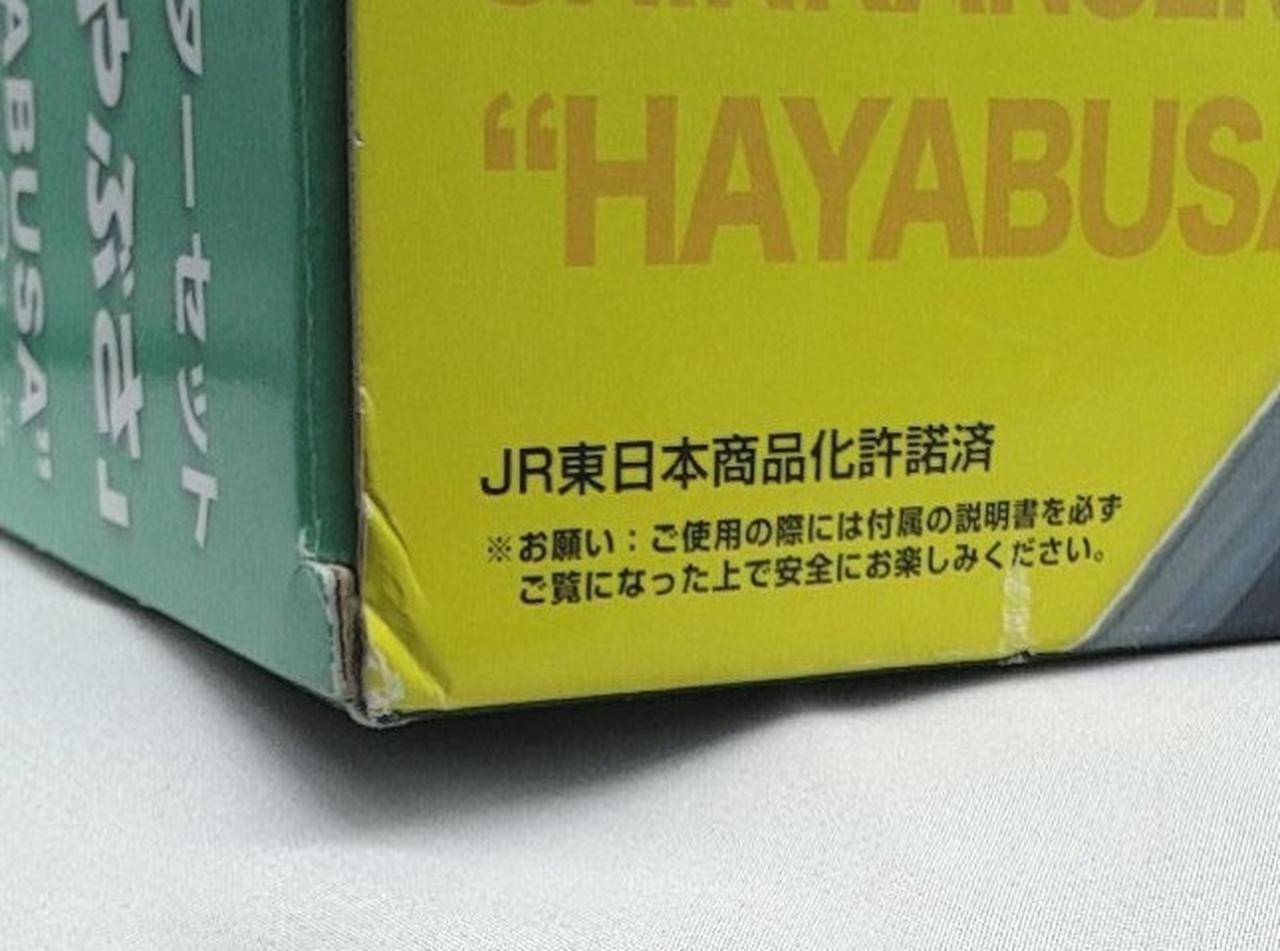 “HAYABUSA
JR東日本商品化許諾済
※お願い：ご使用の際には付属の説明書を必ず
ご覧になった上で安全にお楽しみください。
ターセット
やぶさ」
ABUSA”